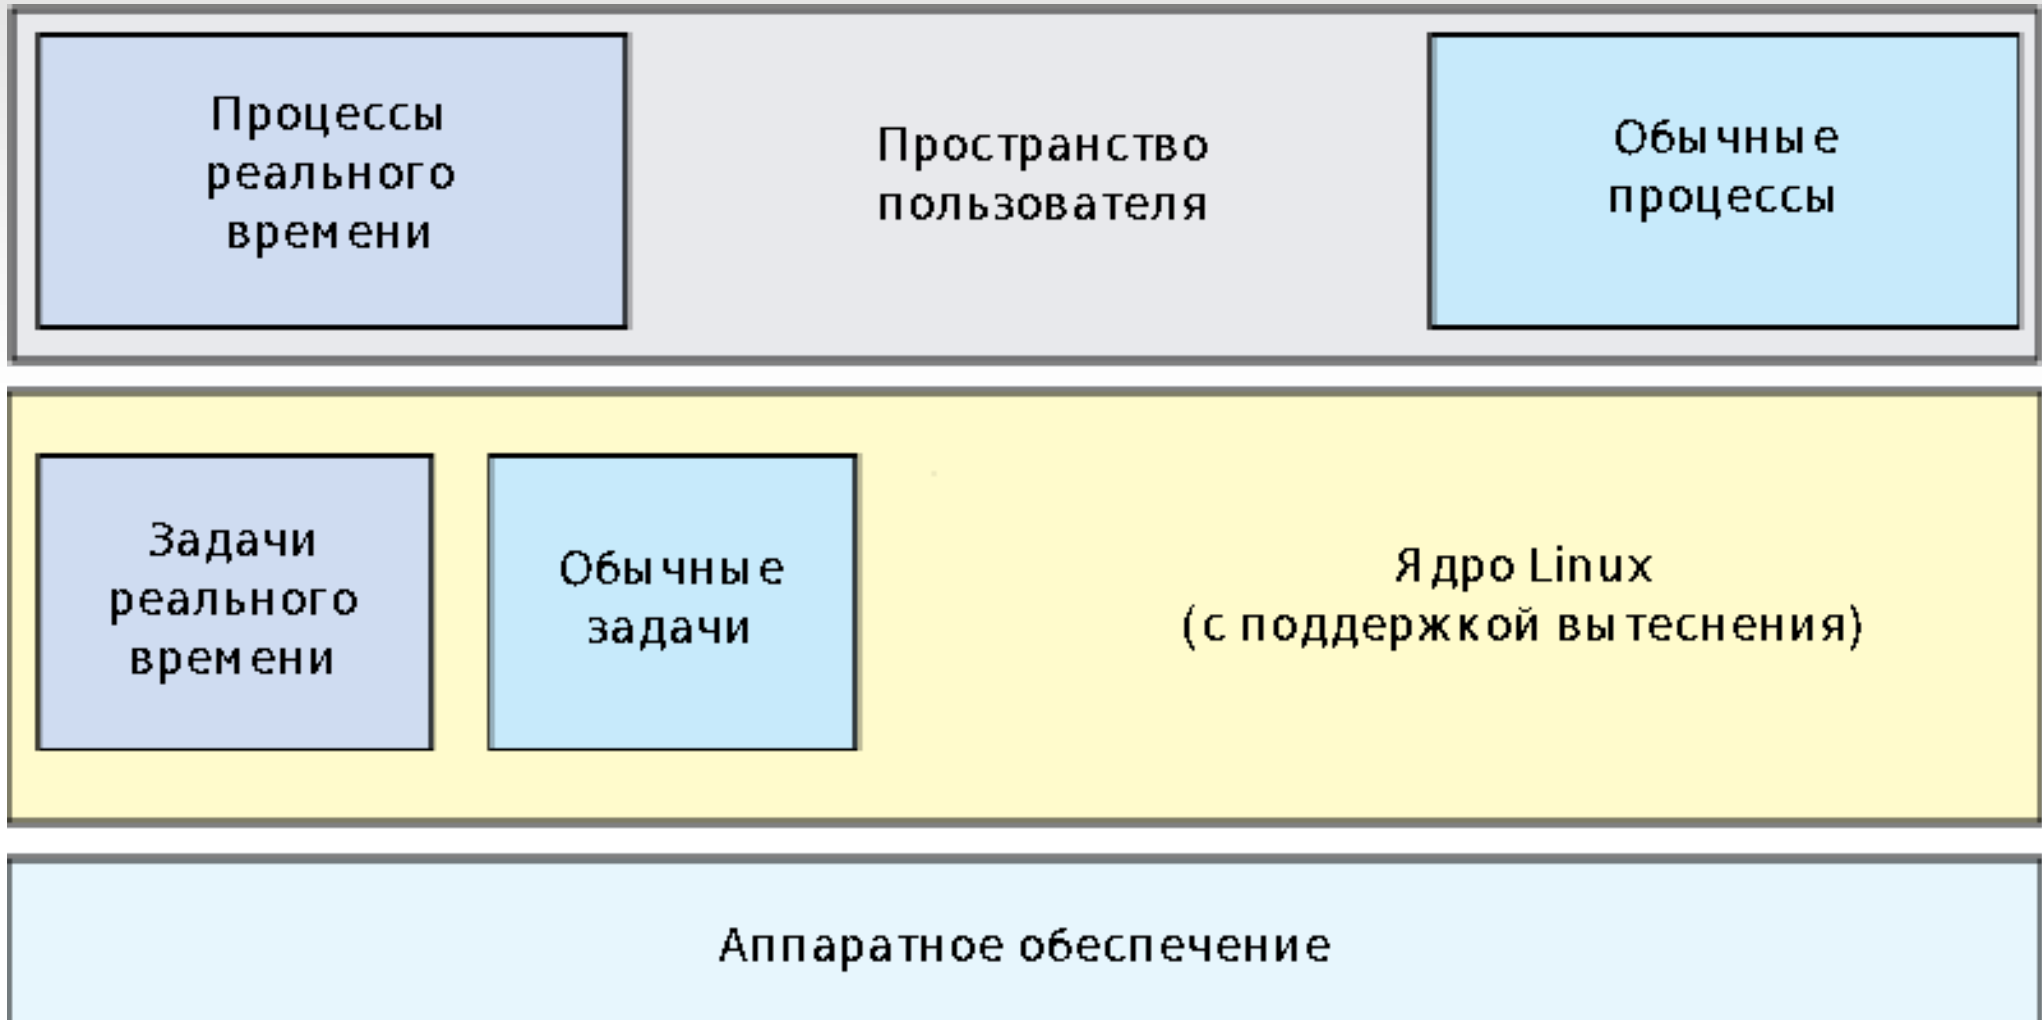 Процессы
реального
времени
Пространство
пользователя
Обычные
процессы
Задачи
реального
времени
Обычные
задачи
Ядро Linux
(с поддержкой вытеснения)
Аппаратное обеспечение